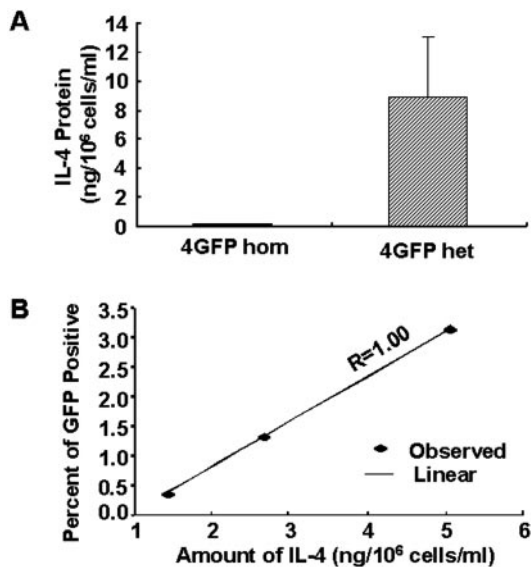 A
IL-4 Protein
(ng/10⁶ cells/ml)
14
12
10
8
6
4
2
0
4GFP hom 4GFP het
B
Percent of GFP Positive
3.5
3.0
2.5
2.0
1.5
1.0
0.5
0.0
R=1.00
Observed
Linear
1 2 3 4 5 6
Amount of IL-4 (ng/10⁶ cells/ml)